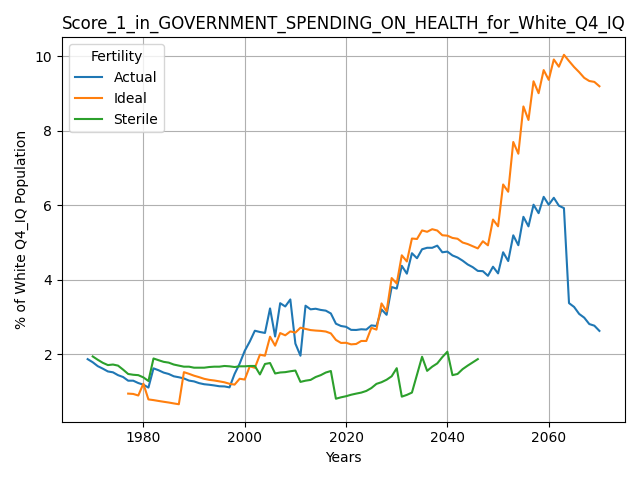 Score_1_in_GOVERNMENT_SPENDING_ON_HEALTH_for_White_Q4_IQ
Fertility
Actual
Ideal
Sterile
% of White Q4_IQ Population
10
8
6
4
2
1980
2000
2020
2040
2060
Years